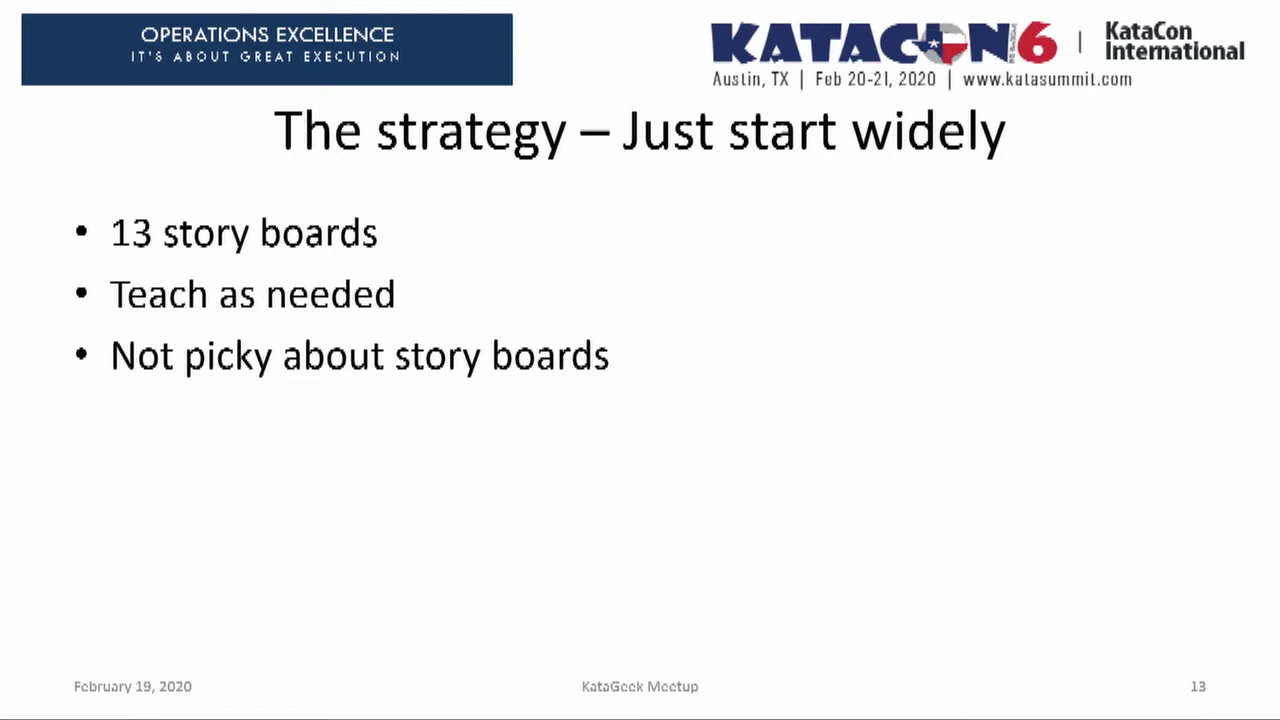 OPERATIONS EXCELLENCE
IT'S ABOUT GREAT EXECUTION
KATACON6 | KataCon International
Austin, TX | Feb 20-21, 2020 | www.katasummit.com
The strategy – Just start widely
• 13 story boards
• Teach as needed
• Not picky about story boards
February 19, 2020 KataGeek Meetup 13